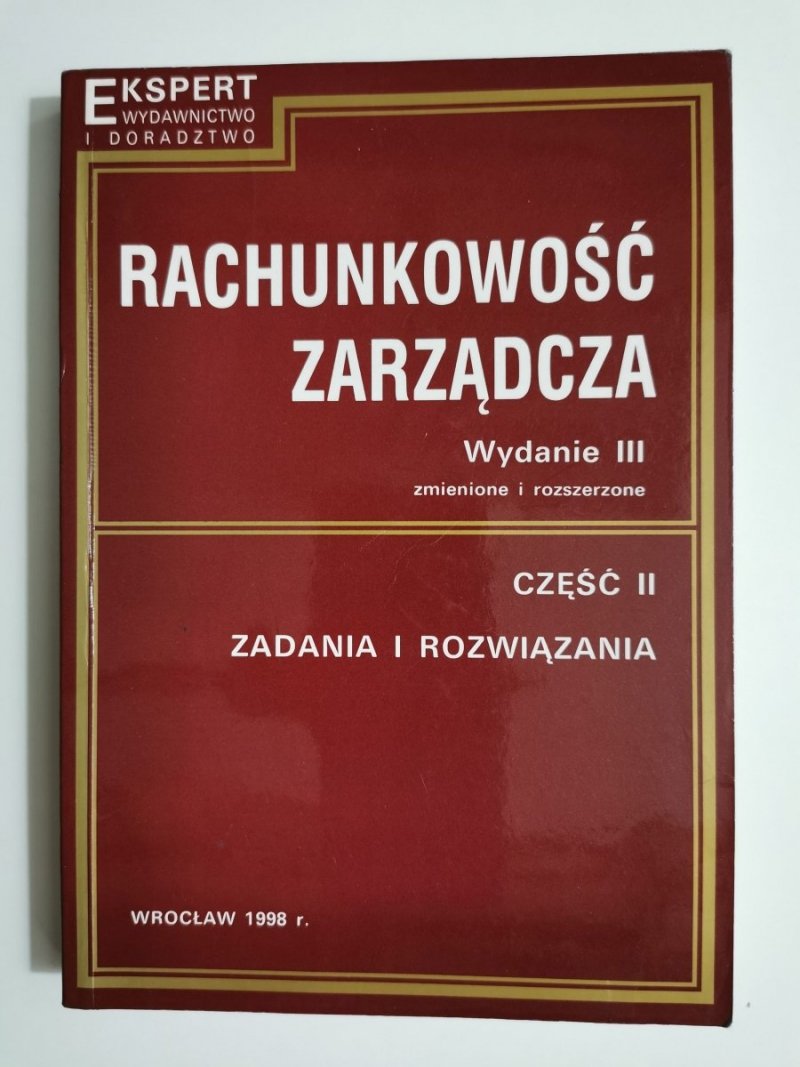 EKSPERT
WYDAWNICTWO
I DORADZTWO
RACHUNKOWOŚĆ
ZARZĄDCZA
Wydanie III
zmienione i rozszerzone
CZĘŚĆ II
ZADANIA I ROZWIĄZANIA
WROCŁAW 1998 r.